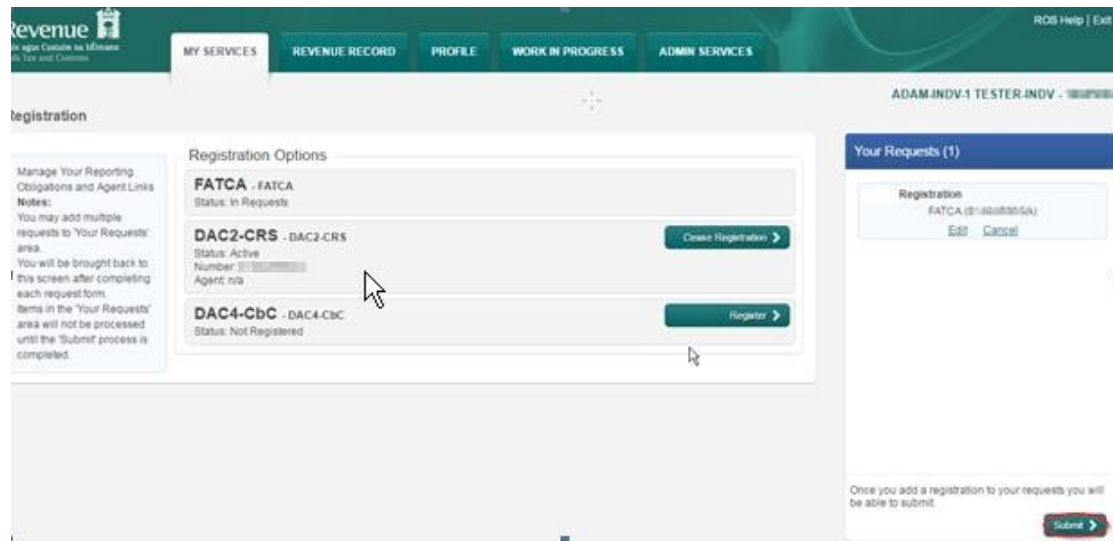 Revenue
ROS Help | Exit
MY SERVICES
REVENUE RECORD
PROFILE
WORK IN PROGRESS
ADMIN SERVICES
ADAM-INDV-1 TESTER-INDV -
egistration
Manage Your Reporting
Obligations and Agent Links
Notes:
You may add multiple
requests to 'Your Requests'
area.
You will be brought back to
this screen after completing
each request form.
Items in the 'Your Requests'
area will not be processed
until the 'Submit' process is
completed.
Registration Options
FATCA - FATCA
Status: In Requests
DAC2-CRS - DAC2-CRS
Status: Active
Number:
Agent: n/a
Cease Registration
DAC4-CbC - DAC4-CbC
Status: Not Registered
Register
Your Requests (1)
Registration
FATCA
Edit Cancel
Once you add a registration to your requests you will
be able to submit.
Submit